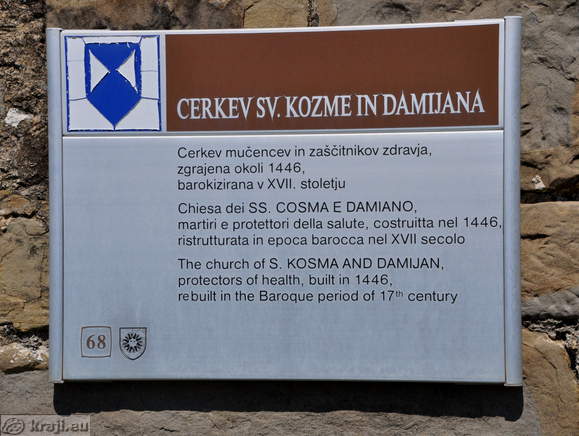 CERKEV SV. KOZME IN DAMIJANA
Cerkev mučencev in zaščitnikov zdravja,
zgrajena okoli 1446,
barokizirana v XVII. stoletju
Chiesa dei SS. COSMA E DAMIANO,
martiri e protettori della salute, costruitta nel 1446,
ristrutturata in epoca barocca nel XVII secolo
The church of S. KOSMA AND DAMIJAN,
protectors of health, built in 1446,
rebuilt in the Baroque period of 17th century
68
kraji.eu